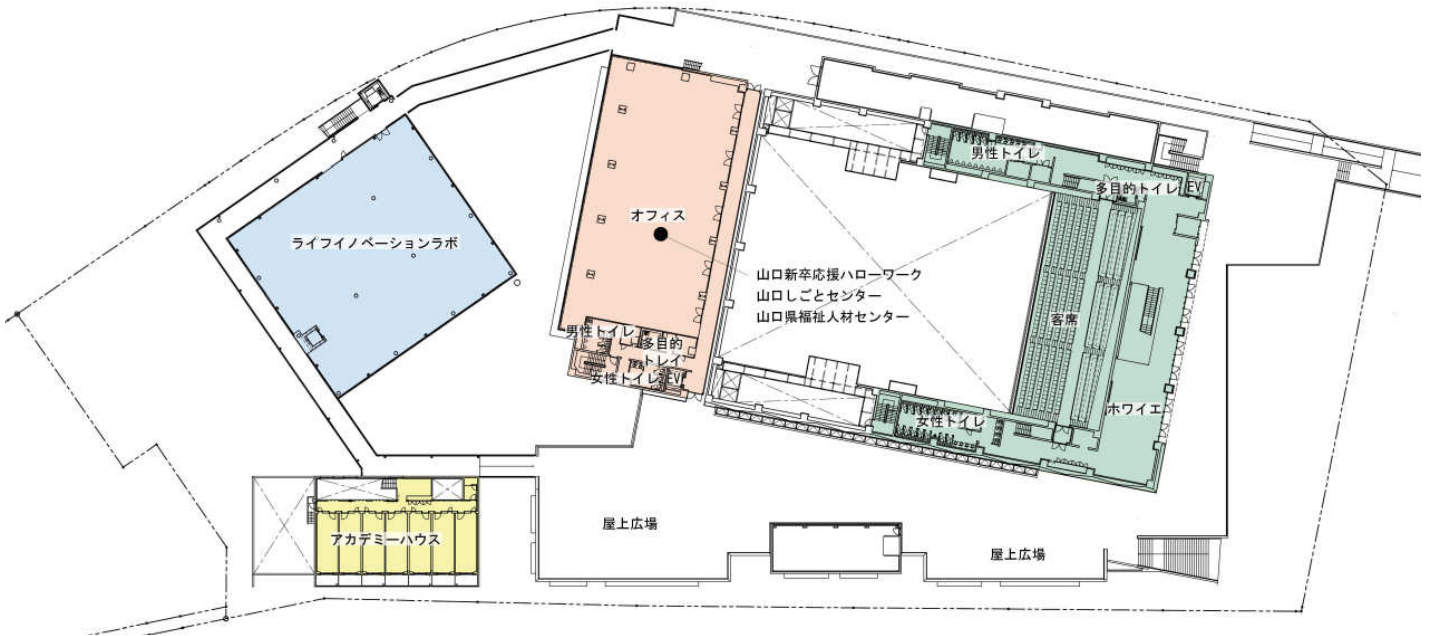 男性トイレ
多目的トイレ EV
オフィス
ライフイノベーションラボ
山口新卒応援ハローワーク
山口しごとセンター
山口県福祉人材センター
客席
男性トイレ
多目的
トレイ
女性トイレ EV
ホワイエ
女性トイレ
屋上広場
アカデミーハウス
屋上広場